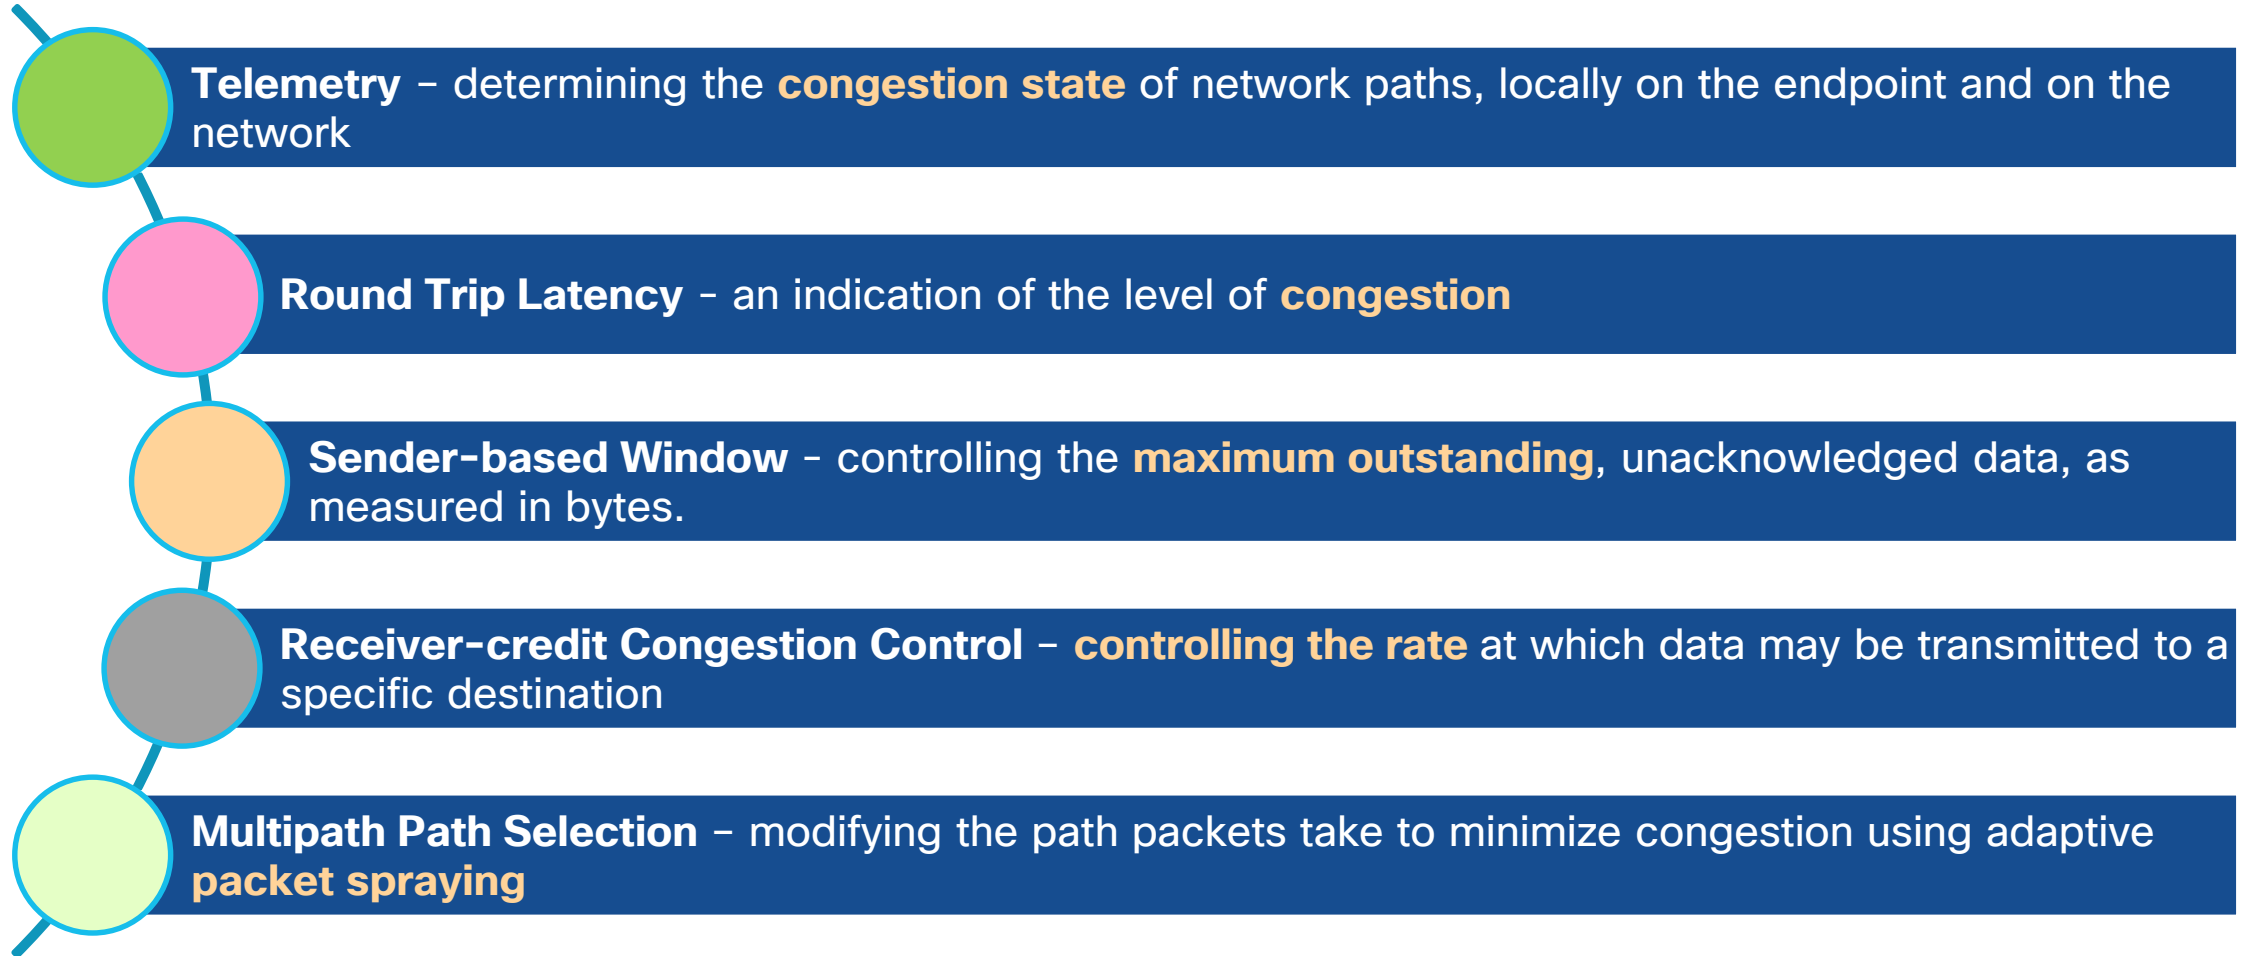 Telemetry – determining the congestion state of network paths, locally on the endpoint and on the
network
Round Trip Latency – an indication of the level of congestion
Sender-based Window – controlling the maximum outstanding, unacknowledged data, as
measured in bytes.
Receiver-credit Congestion Control – controlling the rate at which data may be transmitted to a
specific destination
Multipath Path Selection – modifying the path packets take to minimize congestion using adaptive
packet spraying